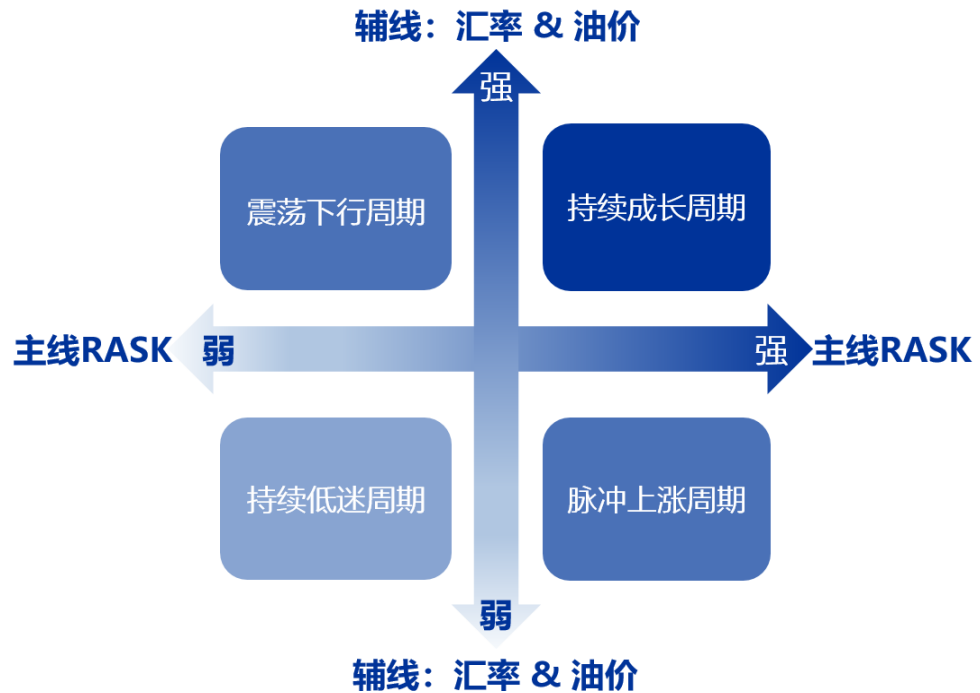 辅线：汇率 & 油价
强
震荡下行周期
持续成长周期
主线RASK
弱
强
主线RASK
持续低迷周期
脉冲上涨周期
弱
辅线：汇率 & 油价